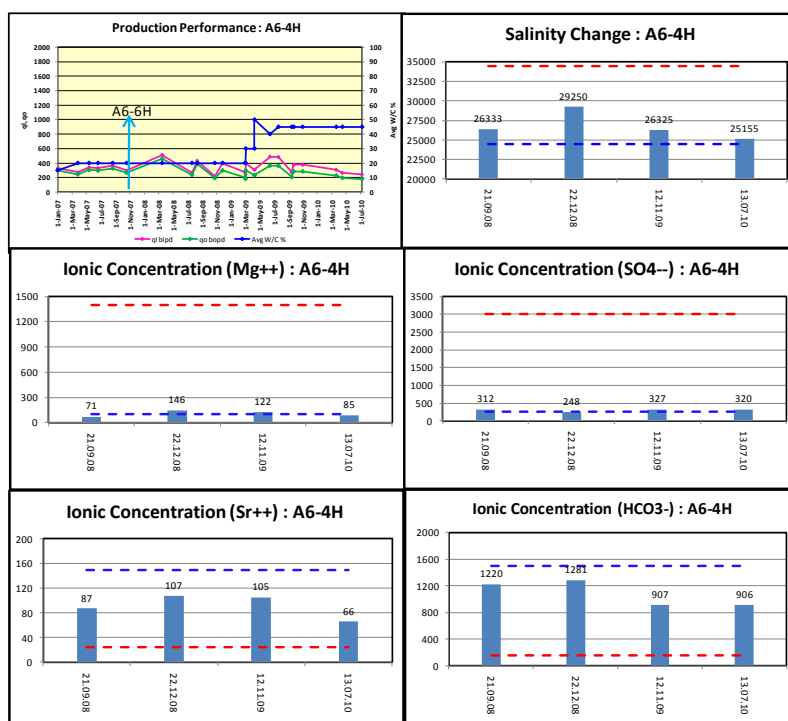 Production Performance : A6-4H
2000
1800
1600
1400
1200
1000
800
600
400
200
0
ql, qo
100
90
80
70
60
50
40
30
20
10
0
Avg W/C %
A6-6H
1-Jan-07
1-Mar-07
1-May-07
1-Jul-07
1-Sep-07
1-Nov-07
1-Jan-08
1-Mar-08
1-May-08
1-Jul-08
1-Sep-08
1-Nov-08
1-Jan-09
1-Mar-09
1-May-09
1-Jul-09
1-Sep-09
1-Nov-09
1-Jan-10
1-Mar-10
1-May-10
1-Jul-10
ql blpd
qo bopd
Avg W/C %
Salinity Change : A6-4H
35000
32500
30000
27500
25000
22500
20000
26333
29250
26325
25155
21.09.08
22.12.08
12.11.09
13.07.10
Ionic Concentration (Mg++) : A6-4H
1500
1200
900
600
300
0
71
146
122
85
21.09.08
22.12.08
12.11.09
13.07.10
Ionic Concentration (SO4--) : A6-4H
3500
3000
2500
2000
1500
1000
500
0
312
248
327
320
21.09.08
22.12.08
12.11.09
13.07.10
Ionic Concentration (Sr++) : A6-4H
200
160
120
80
40
0
87
107
105
66
21.09.08
22.12.08
12.11.09
13.07.10
Ionic Concentration (HCO3-) : A6-4H
2000
1600
1200
800
400
0
1220
1281
907
906
21.09.08
22.12.08
12.11.09
13.07.10